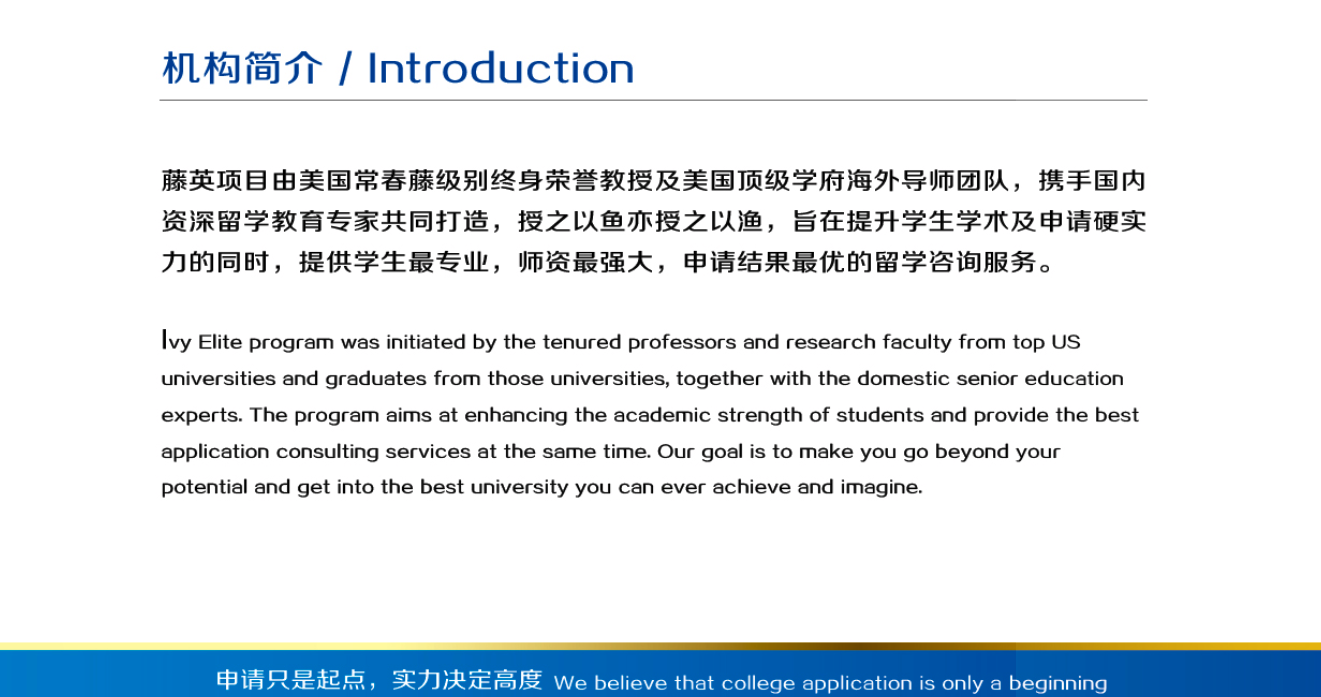 机构简介 / Introduction
藤英项目由美国常春藤级别终身荣誉教授及美国顶级学府海外导师团队，携手国内
资深留学教育专家共同打造，授之以鱼亦授之以渔，旨在提升学生学术及申请硬实
力的同时，提供学生最专业，师资最强大，申请结果最优的留学咨询服务。
Ivy Elite program was initiated by the tenured professors and research faculty from top US
universities and graduates from those universities, together with the domestic senior education
experts. The program aims at enhancing the academic strength of students and provide the best
application consulting services at the same time. Our goal is to make you go beyond your
potential and get into the best university you can ever achieve and imagine.
申请只是起点，实力决定高度 We believe that college application is only a beginning